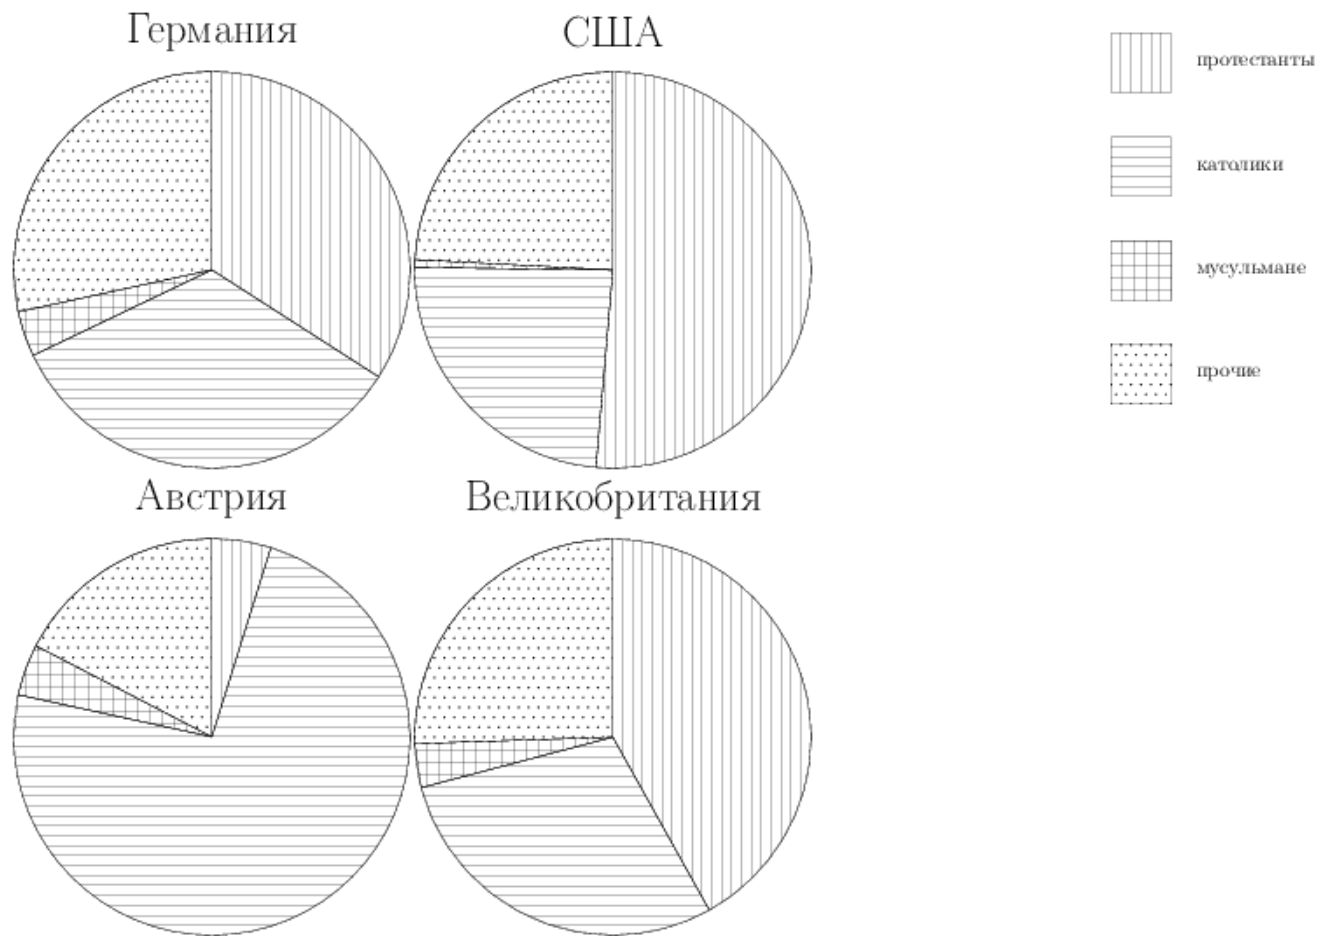 Германия
США
протестанты
католики
мусульмане
прочие
Австрия
Великобритания